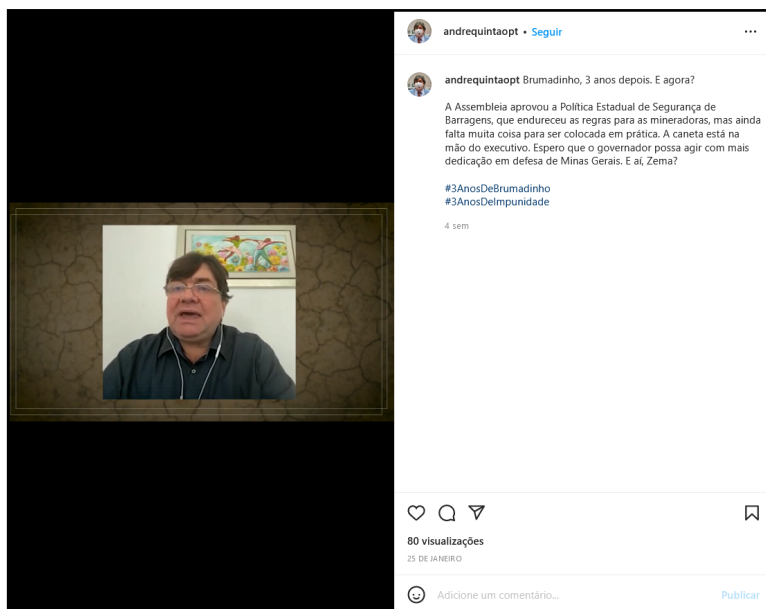 andrequintaopt • Seguir
andrequintaopt Brumadinho, 3 anos depois. E agora?
A Assembleia aprovou a Política Estadual de Segurança de
Barragens, que endureceu as regras para as mineradoras, mas ainda
falta muita coisa para ser colocada em prática. A caneta está na
mão do executivo. Espero que o governador possa agir com mais
dedicação em defesa de Minas Gerais. E aí, Zema?
#3AnosDeBrumadinho
#3AnosDeImpunidade
4 sem
80 visualizações
25 DE JANEIRO
Adicione um comentário... Publicar